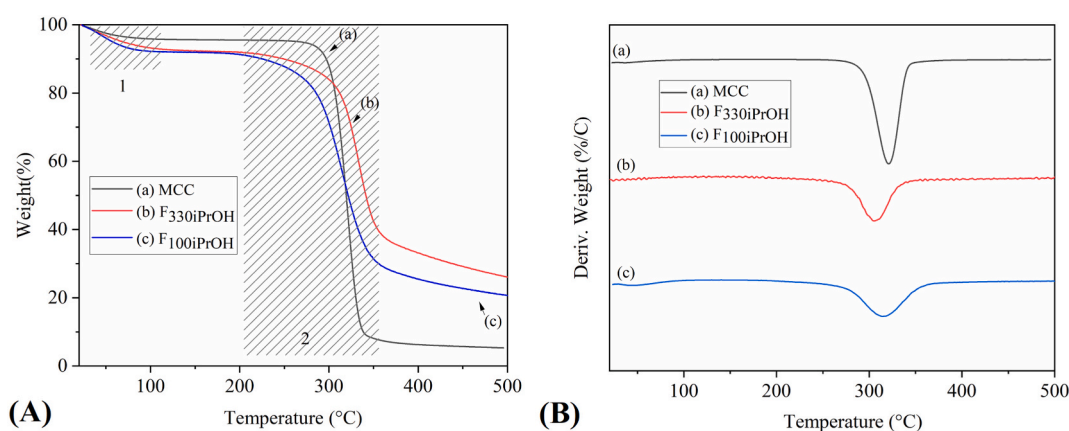 100
80
60
40
20
0
Weight(%)
100
200
300
400
500
Temperature (°C)
(a)
(b)
(c)
1
2
(a) MCC
(b) F330iPrOH
(c) F100iPrOH
(A)
Deriv. Weight (%/C)
(a)
(b)
(c)
(a) MCC
(b) F330iPrOH
(c) F100iPrOH
100
200
300
400
500
Temperature (°C)
(B)